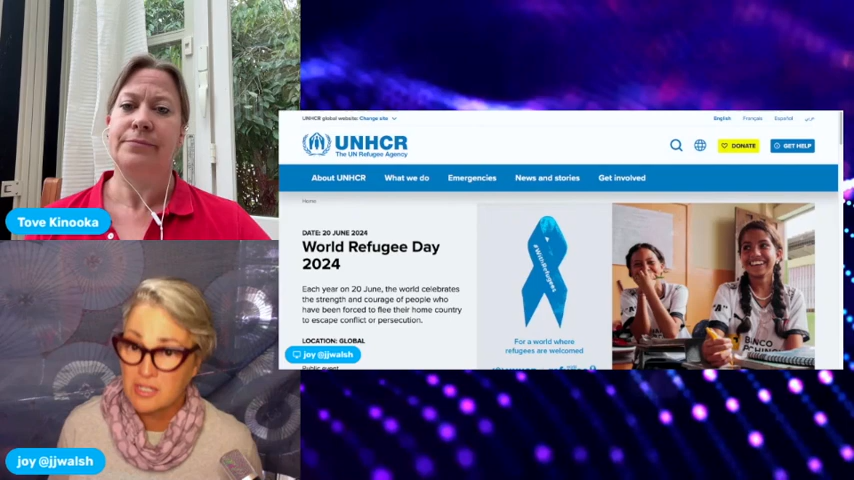 Tove Kinooka
UNHCR global website: Change site
English Français Español عربي
UNHCR
The UN Refugee Agency
DONATE
GET HELP
About UNHCR What we do Emergencies News and stories Get involved
Home
DATE: 20 JUNE 2024
World Refugee Day
2024
Each year on 20 June, the world celebrates
the strength and courage of people who
have been forced to flee their home country
to escape conflict or persecution.
LOCATION: GLOBAL
Public event
#WithRefugees
For a world where
refugees are welcomed
"A"
"A"
BINCO
joy @jjwalsh
joy @jjwalsh